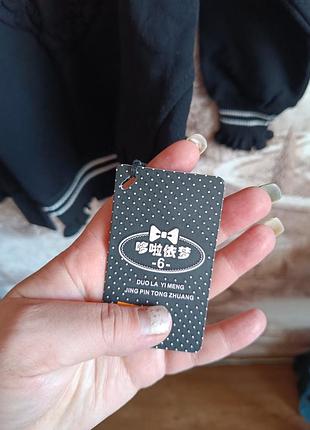 哆啦依梦
-6-
DUO LA YI MENG
JING PIN TONG ZHUANG